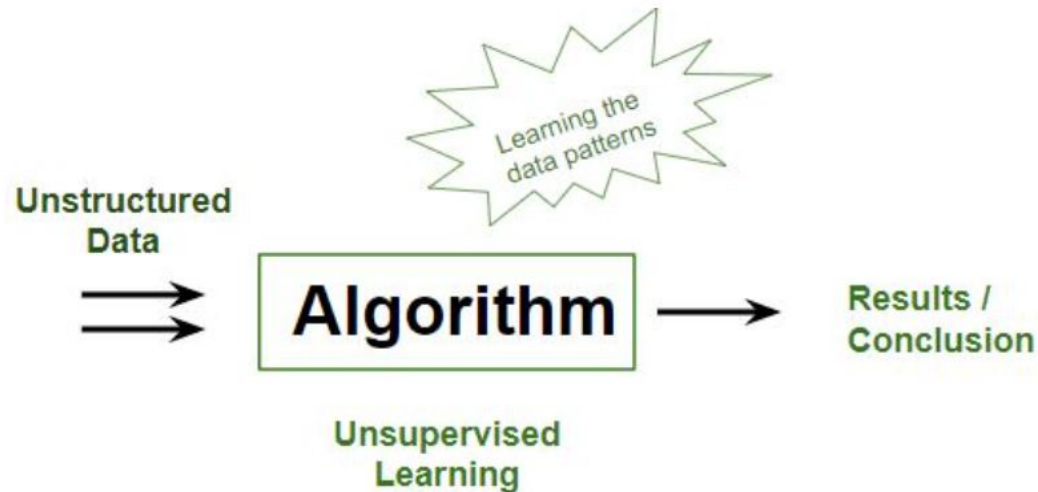 Learning the
data patterns
Unstructured
Data
Algorithm
Results /
Conclusion
Unsupervised
Learning